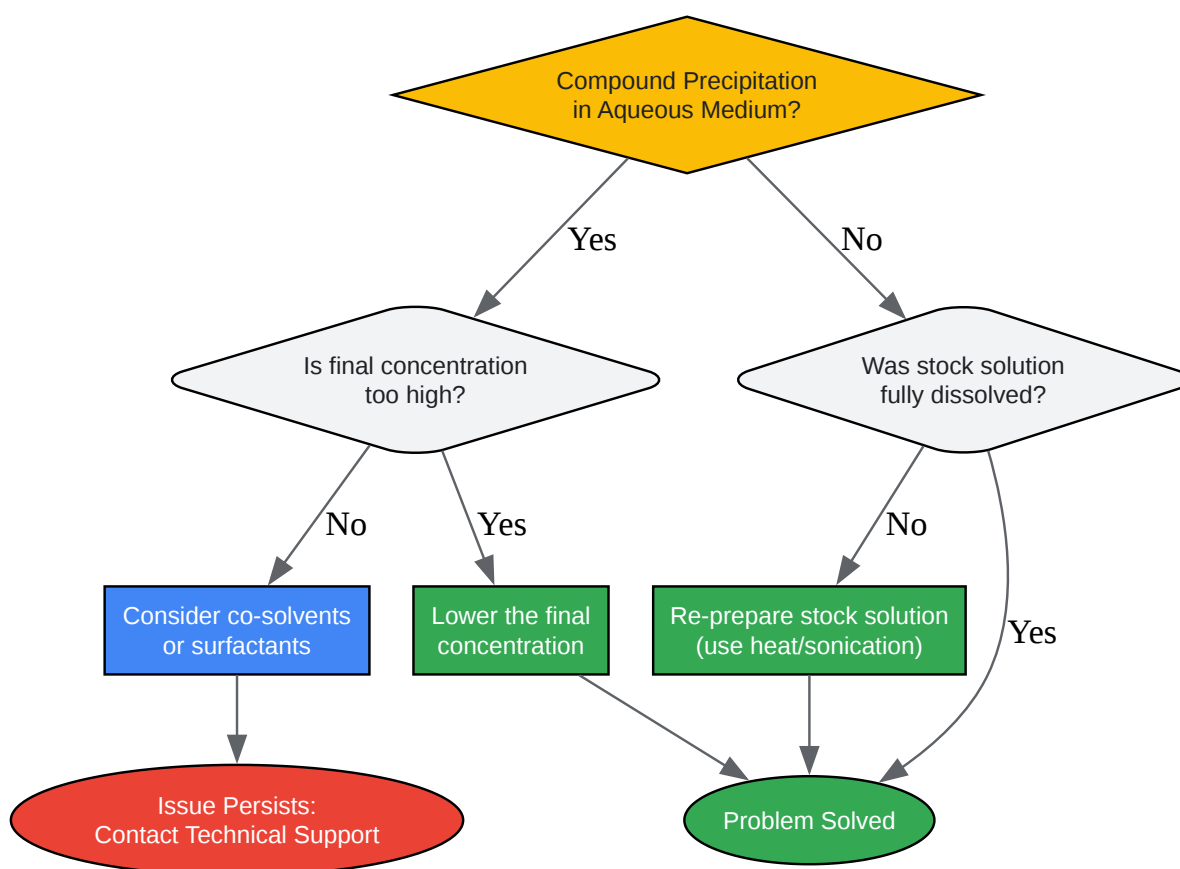 Compound Precipitation
in Aqueous Medium?
Yes
No
Is final concentration
too high?
Was stock solution
fully dissolved?
No
Yes
No
Consider co-solvents
or surfactants
Lower the final
concentration
Re-prepare stock solution
(use heat/sonication)
Yes
Issue Persists:
Contact Technical Support
Problem Solved